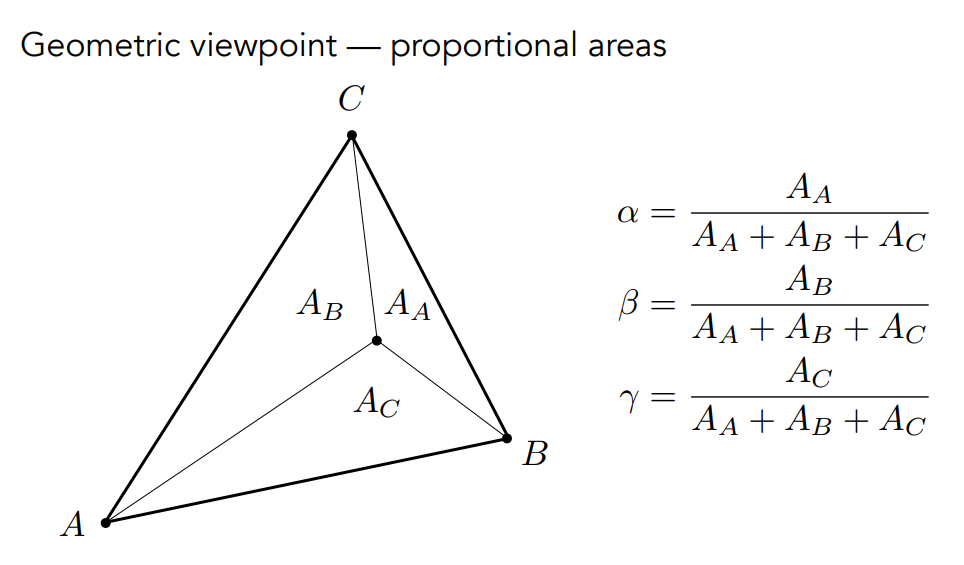 Geometric viewpoint — proportional areas
C
A_B A_A
A_C
B
A
α = A_A / (A_A + A_B + A_C)
β = A_B / (A_A + A_B + A_C)
γ = A_C / (A_A + A_B + A_C)